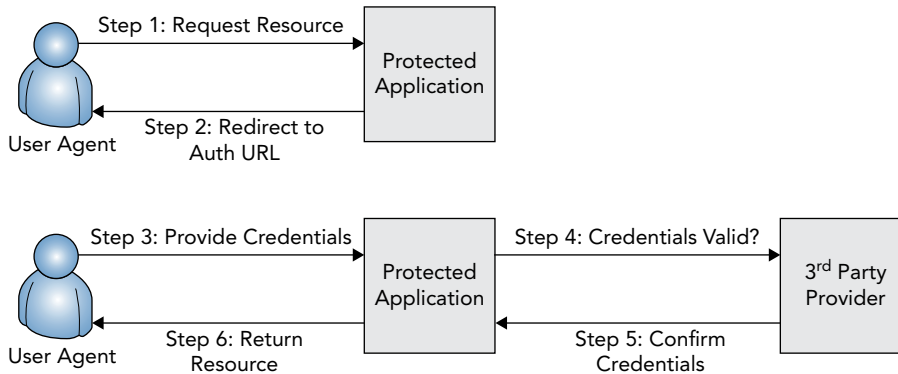 Step 1: Request Resource
Protected
Application
Step 2: Redirect to
Auth URL
User Agent
Step 3: Provide Credentials
Protected
Application
Step 4: Credentials Valid?
3rd Party
Provider
Step 6: Return
Resource
Step 5: Confirm
Credentials
User Agent